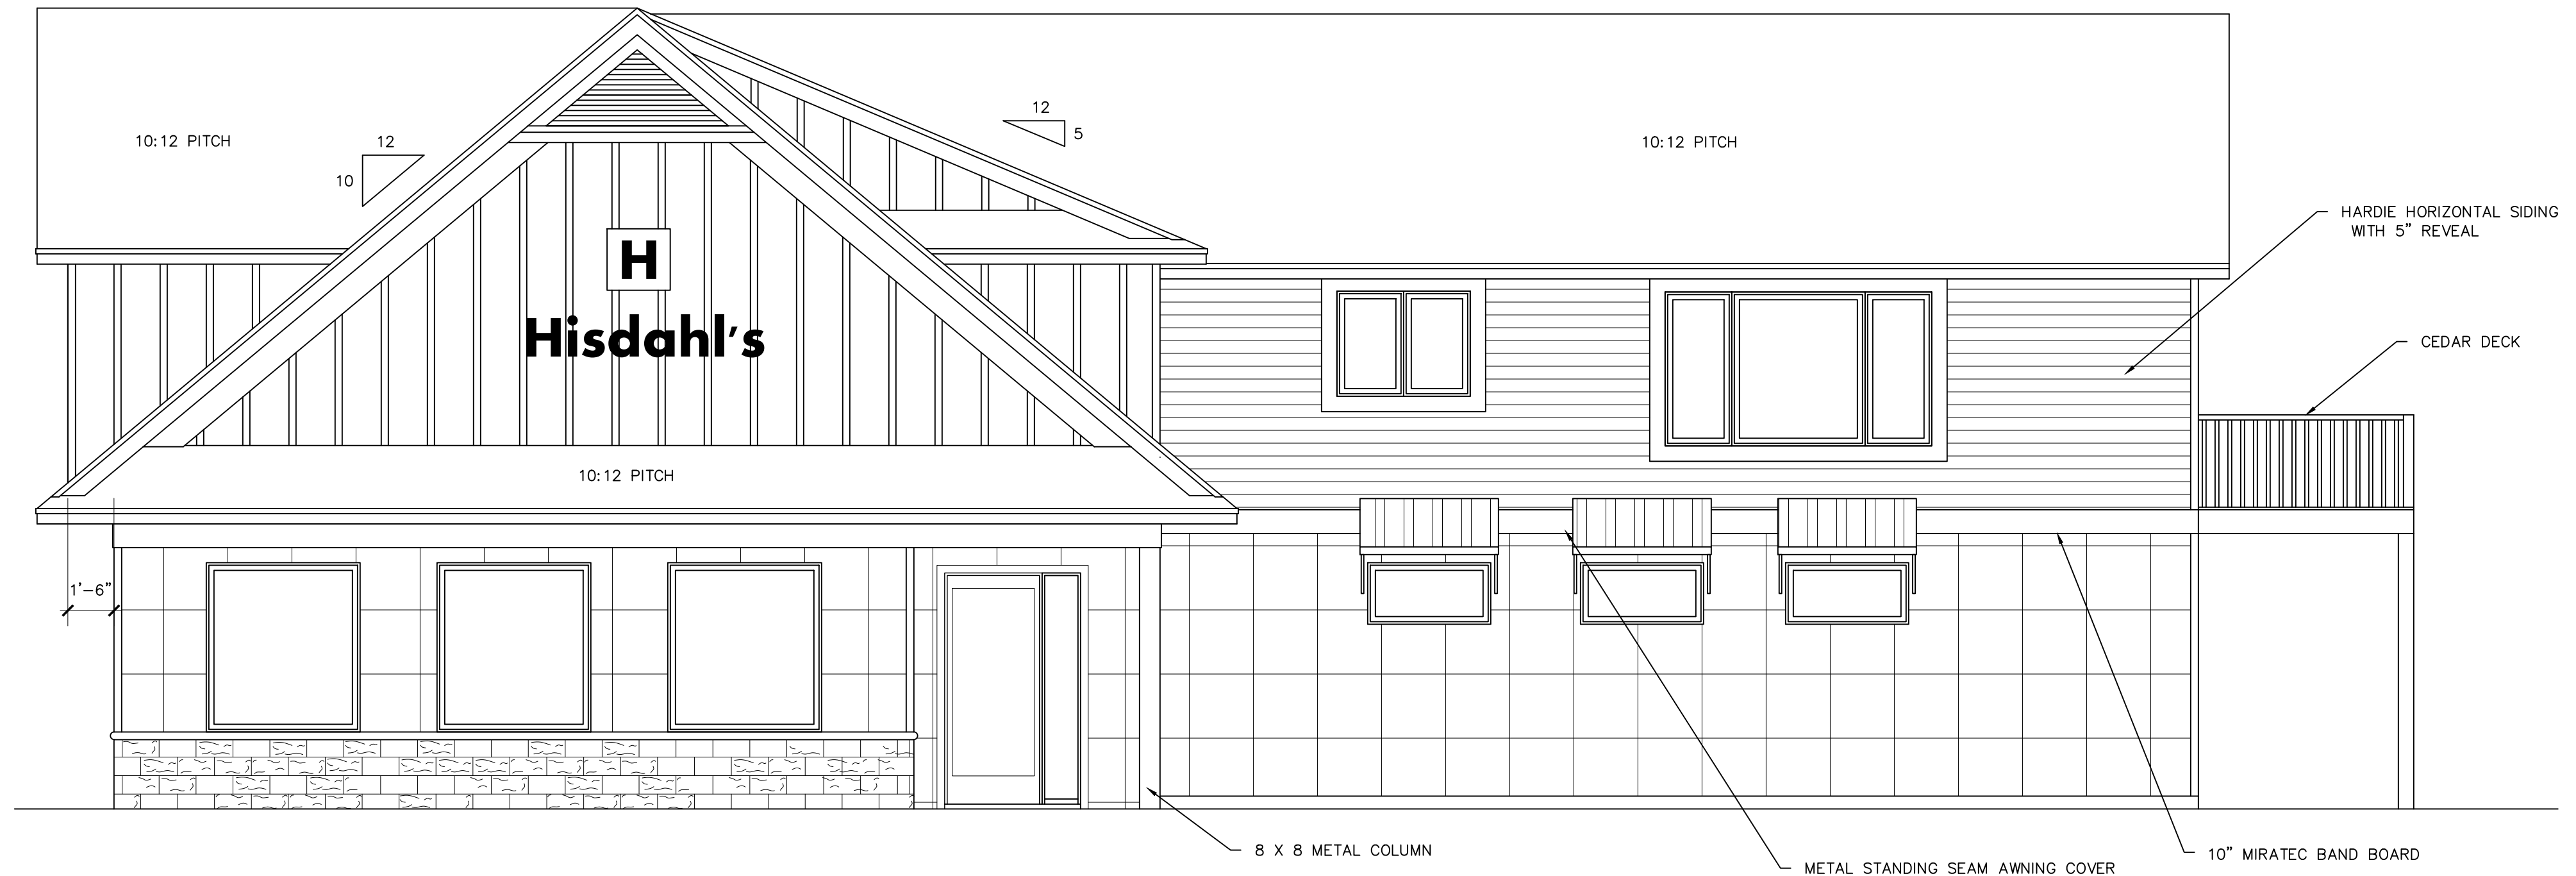 12
5
10:12 PITCH
12
10
10:12 PITCH
HARDIE HORIZONTAL SIDING
WITH 5” REVEAL
H
Hisdahl’s
CEDAR DECK
10:12 PITCH
1’-6”
8 X 8 METAL COLUMN
10” MIRATEC BAND BOARD
METAL STANDING SEAM AWNING COVER